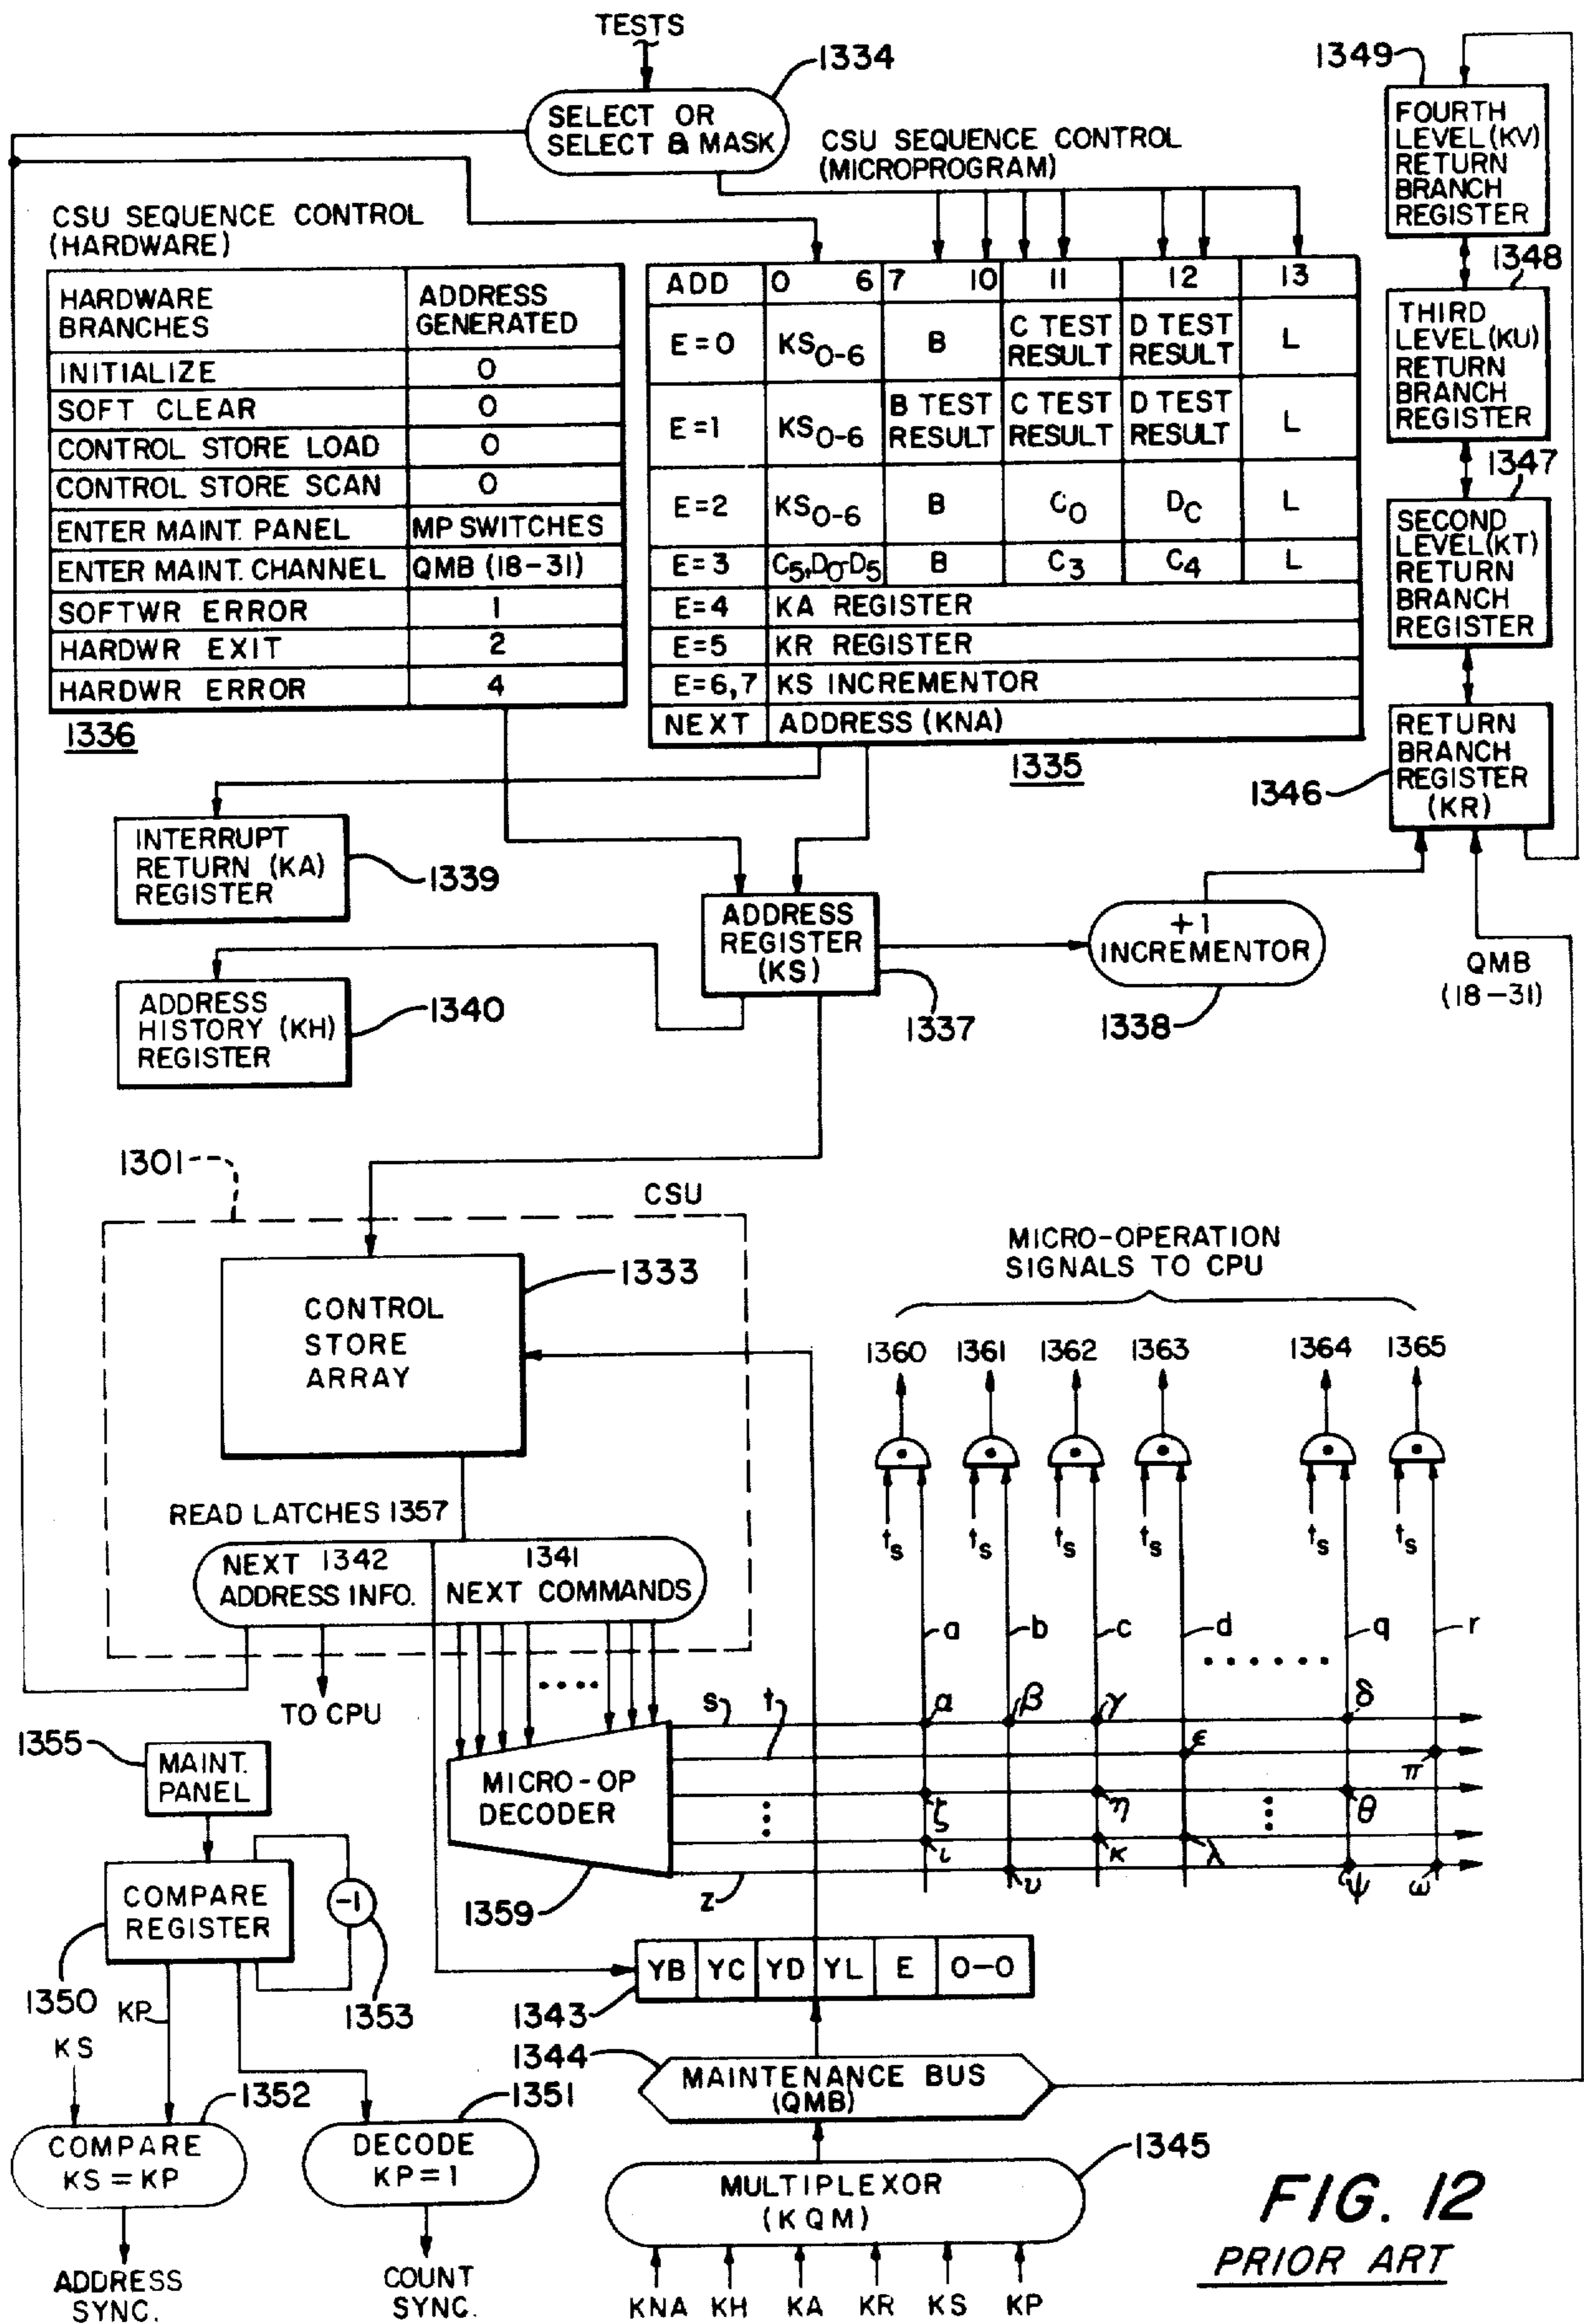 TESTS
1334
SELECT OR
SELECT & MASK
CSU SEQUENCE CONTROL
(MICROPROGRAM)
1349
FOURTH
LEVEL (KV)
RETURN
BRANCH
REGISTER
1348
THIRD
LEVEL (KU)
RETURN
BRANCH
REGISTER
1347
SECOND
LEVEL (KT)
RETURN
BRANCH
REGISTER
RETURN
BRANCH
REGISTER
(KR)
1346
CSU SEQUENCE CONTROL
(HARDWARE)
HARDWARE BRANCHES ADDRESS GENERATED
INITIALIZE 0
SOFT CLEAR 0
CONTROL STORE LOAD 0
CONTROL STORE SCAN 0
ENTER MAINT. PANEL MP SWITCHES
ENTER MAINT. CHANNEL QMB (18-31)
SOFTWR ERROR 1
HARDWR EXIT 2
HARDWR ERROR 4
1336
ADD 0 6 7 10 11 12 13
E=0 KS0-6 B C TEST RESULT D TEST RESULT L
E=1 KS0-6 B TEST RESULT C TEST RESULT D TEST RESULT L
E=2 KS0-6 B C0 DC L
E=3 C5,D0-D5 B C3 C4 L
E=4 KA REGISTER
E=5 KR REGISTER
E=6,7 KS INCREMENTOR
NEXT ADDRESS (KNA)
1335
INTERRUPT
RETURN (KA)
REGISTER
1339
ADDRESS
HISTORY (KH)
REGISTER
1340
ADDRESS
REGISTER
(KS)
1337
+1
INCREMENTOR
1338
QMB
(18-31)
1301
CSU
CONTROL
STORE
ARRAY
1333
READ LATCHES 1357
NEXT 1342
ADDRESS INFO.
1341
NEXT COMMANDS
TO CPU
MICRO-OPERATION
SIGNALS TO CPU
1360 1361 1362 1363 1364 1365
ts ts ts ts ts ts
a b c d q r
s t α β γ δ
ε π
ζ η θ
ι κ λ
z υ ψ ω
MICRO-OP
DECODER
1359
1355
MAINT.
PANEL
COMPARE
REGISTER
-1
1350
1353
KP
KS
1352
COMPARE
KS = KP
ADDRESS
SYNC.
1351
DECODE
KP = 1
COUNT
SYNC.
YB YC YD YL E 0-0
1343
1344
MAINTENANCE BUS
(QMB)
1345
MULTIPLEXOR
(KQM)
KNA KH KA KR KS KP
FIG. 12
PRIOR ART